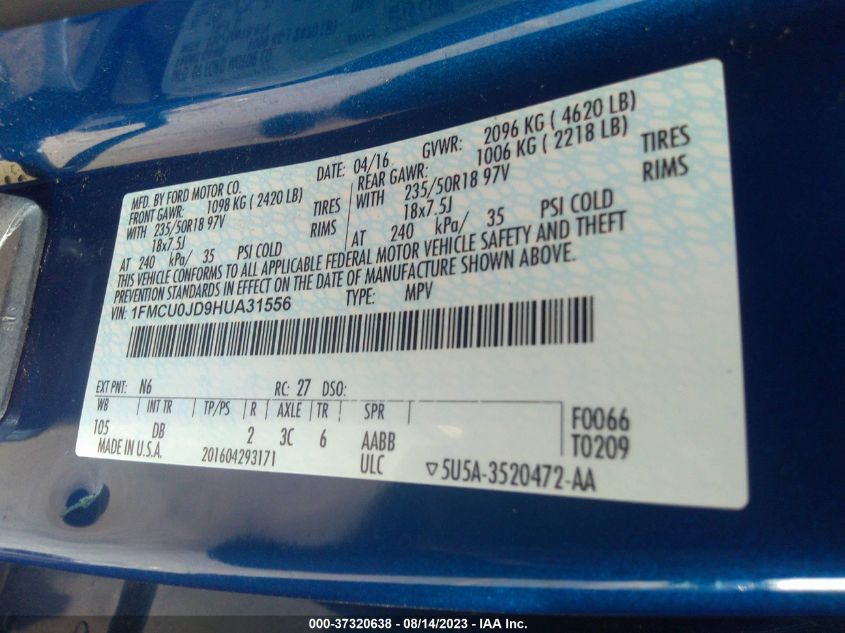 MFD. BY FORD MOTOR CO.
DATE: 04/16 GVWR: 2096 KG ( 4620 LB)
FRONT GAWR: 1098 KG ( 2420 LB)
REAR GAWR: 1006 KG ( 2218 LB)
WITH 235/50R18 97V TIRES
WITH 235/50R18 97V TIRES
18x7.5J RIMS
18x7.5J RIMS
AT 240 kPa/ 35 PSI COLD
AT 240 kPa/ 35 PSI COLD
THIS VEHICLE CONFORMS TO ALL APPLICABLE FEDERAL MOTOR VEHICLE SAFETY AND THEFT
PREVENTION STANDARDS IN EFFECT ON THE DATE OF MANUFACTURE SHOWN ABOVE.
VIN: 1FMCU0JD9HUA31556 TYPE: MPV
EXT PNT: N6 RC: 27 DSO:
WB INT TR TP/PS R AXLE TR SPR
105 DB 2 3C 6 AABB F0066
MADE IN U.S.A. 201604293171 ULC T0209
5U5A-3520472-AA
000-37320638 - 08/14/2023 - IAA Inc.